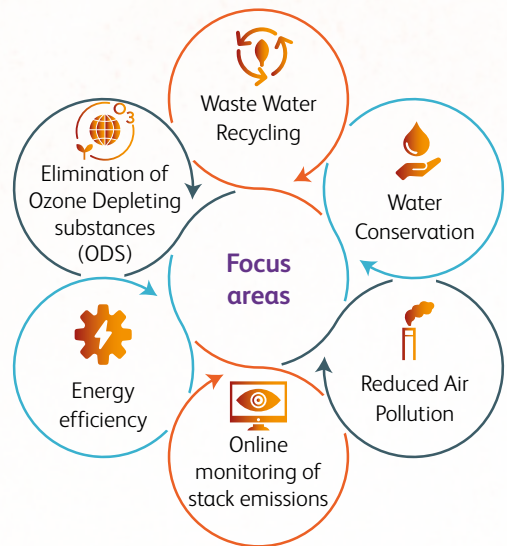 Waste Water
Recycling
O3
Elimination of
Ozone Depleting
substances
(ODS)
Water
Conservation
Focus
areas
Energy
efficiency
Reduced Air
Pollution
Online
monitoring of
stack emissions